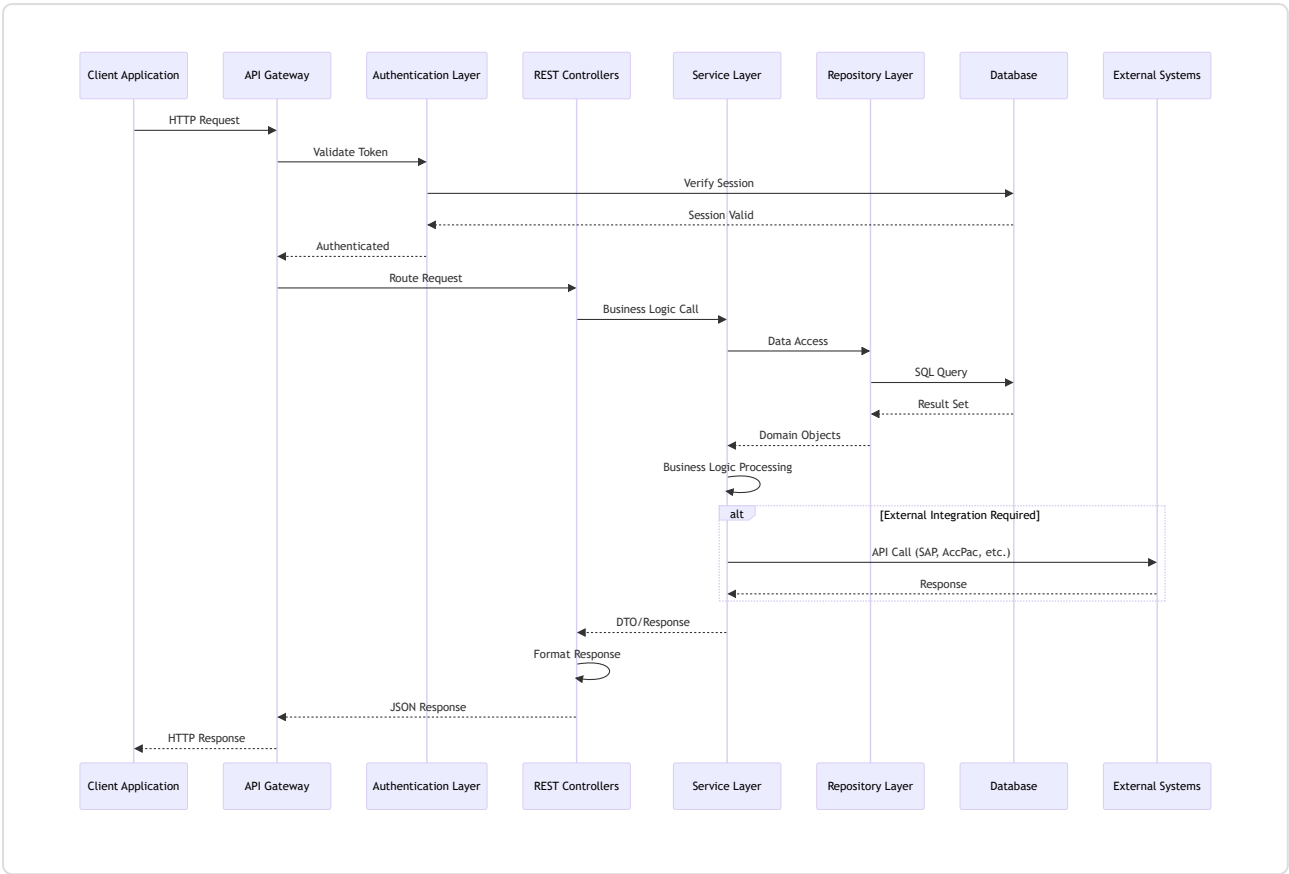 Client Application
API Gateway
Authentication Layer
REST Controllers
Service Layer
Repository Layer
Database
External Systems
HTTP Request
Validate Token
Verify Session
Session Valid
Authenticated
Route Request
Business Logic Call
Data Access
SQL Query
Result Set
Domain Objects
Business Logic Processing
alt
[External Integration Required]
API Call (SAP, AccPac, etc.)
Response
DTO/Response
Format Response
JSON Response
HTTP Response
Client Application
API Gateway
Authentication Layer
REST Controllers
Service Layer
Repository Layer
Database
External Systems